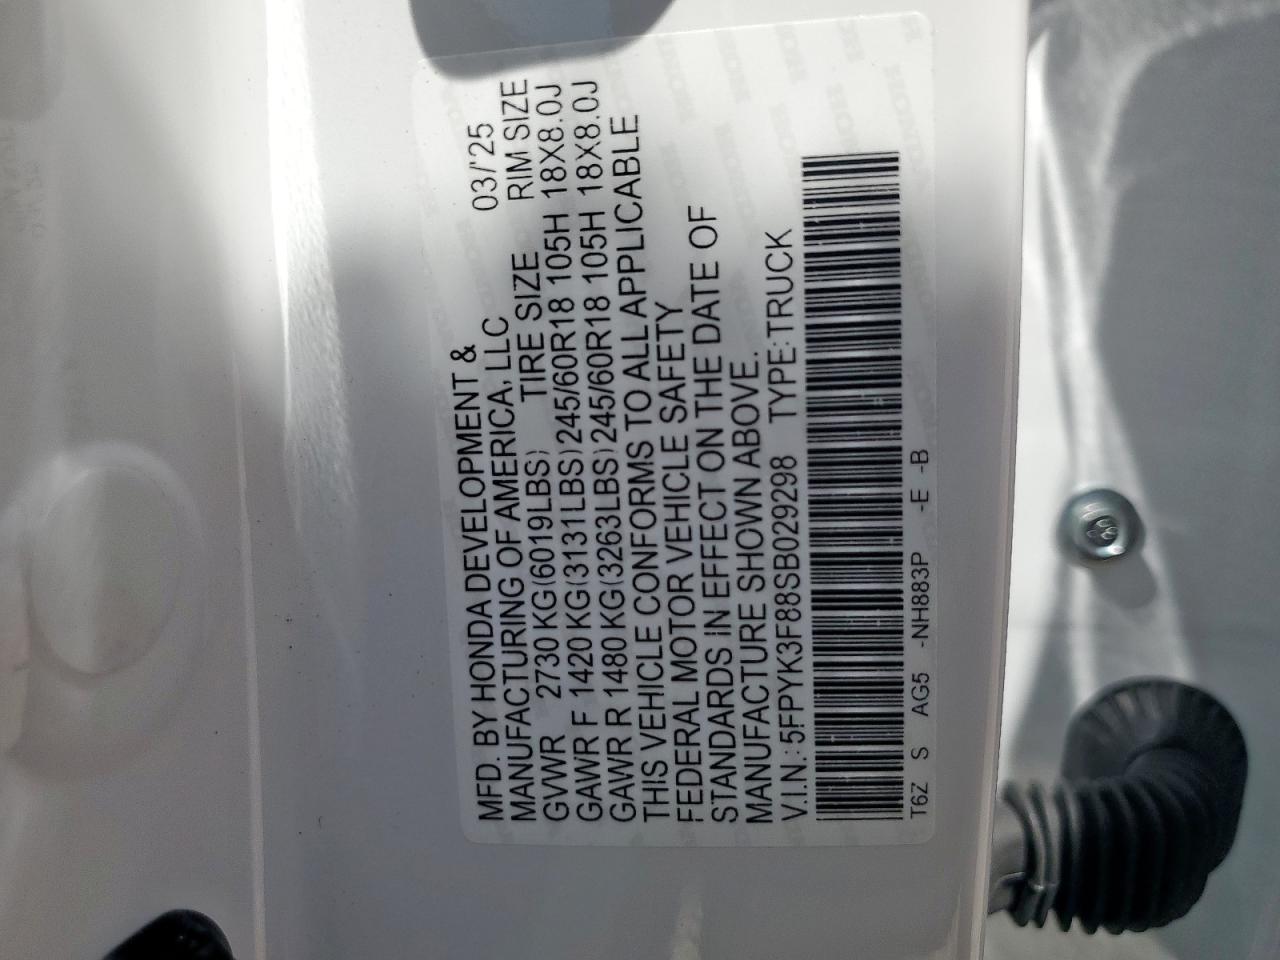 MFD. BY HONDA DEVELOPMENT &
MANUFACTURING OF AMERICA, LLC 03/'25
GVWR 2730 KG(6019LBS) TIRE SIZE RIM SIZE
GAWR F 1420 KG(3131LBS) 245/60R18 105H 18X8.0J
GAWR R 1480 KG(3263LBS) 245/60R18 105H 18X8.0J
THIS VEHICLE CONFORMS TO ALL APPLICABLE
FEDERAL MOTOR VEHICLE SAFETY
STANDARDS IN EFFECT ON THE DATE OF
MANUFACTURE SHOWN ABOVE.
V.I.N.: 5FPYK3F88SB029298 TYPE:TRUCK
T6Z S AG5 -NH883P -E -B